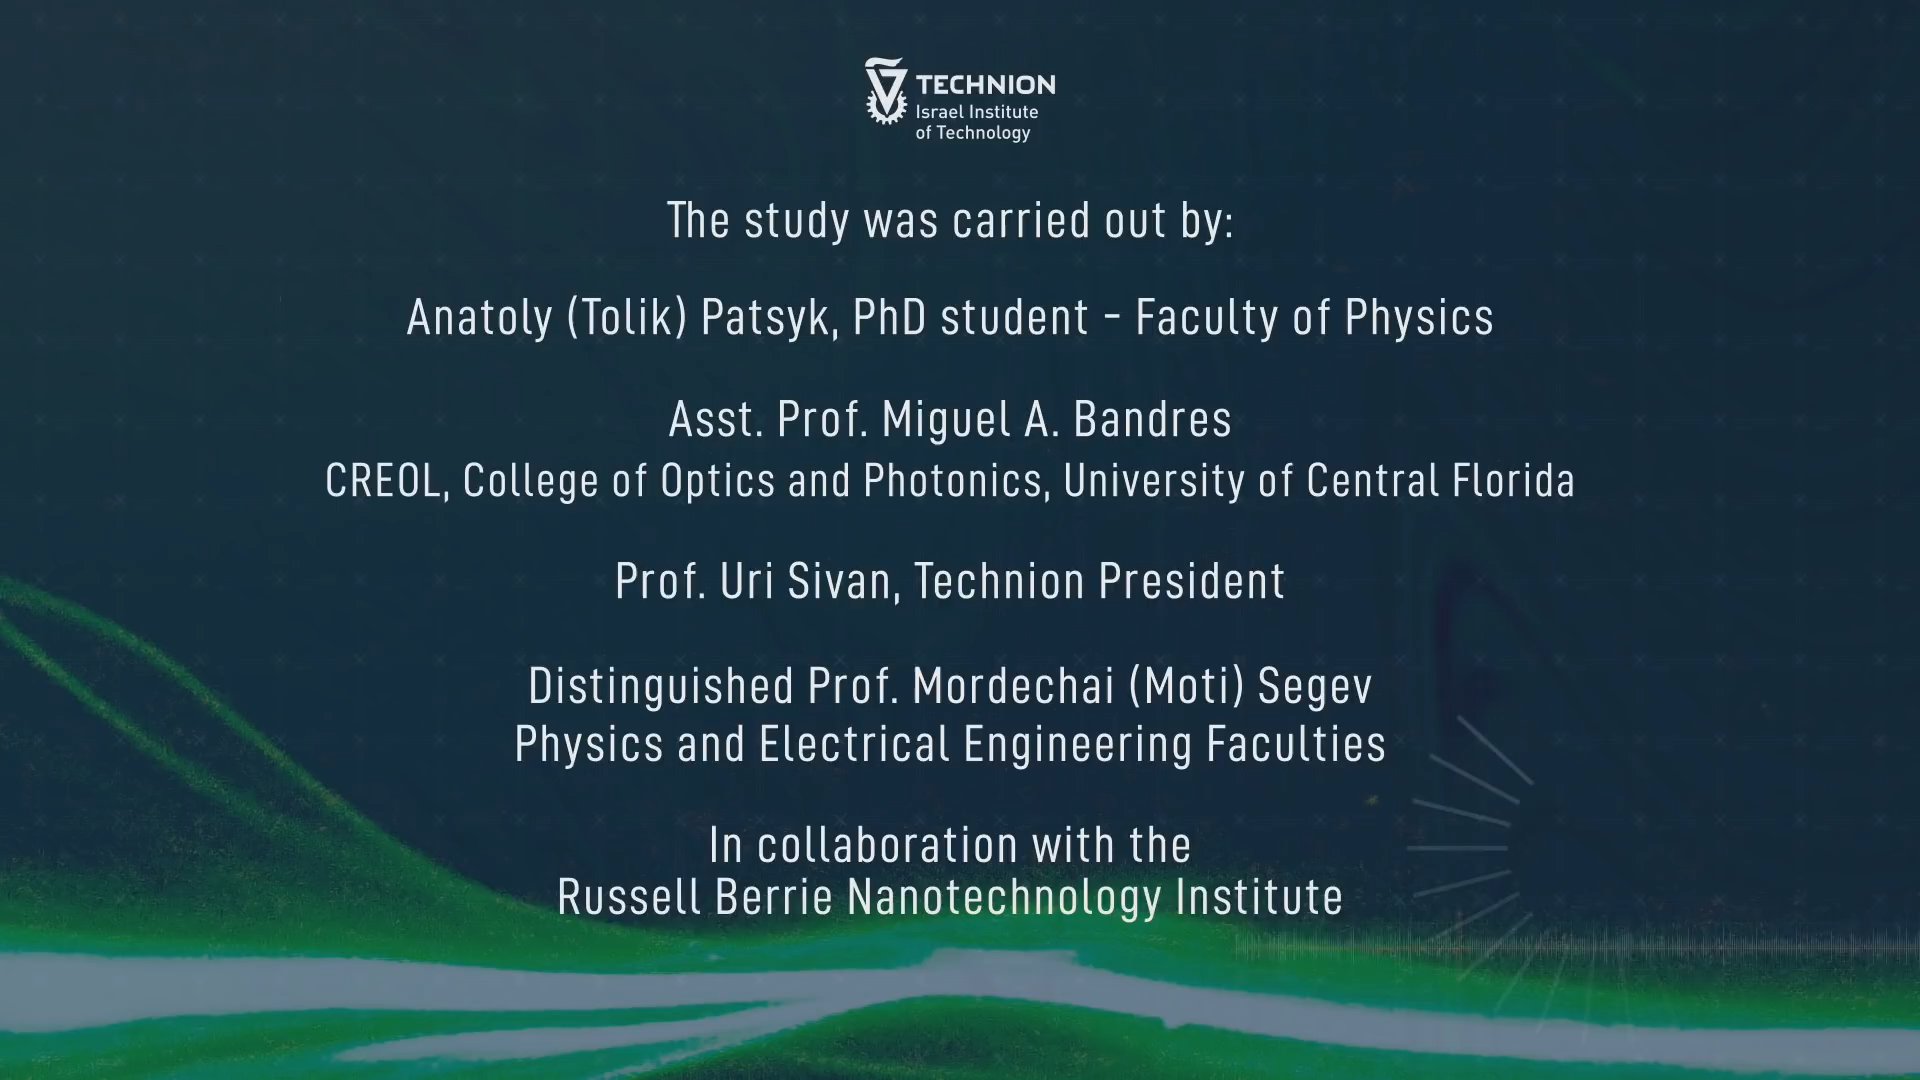 TECHNION
Israel Institute
of Technology
The study was carried out by:
Anatoly (Tolik) Patsyk, PhD student - Faculty of Physics
Asst. Prof. Miguel A. Bandres
CREOL, College of Optics and Photonics, University of Central Florida
Prof. Uri Sivan, Technion President
Distinguished Prof. Mordechai (Moti) Segev
Physics and Electrical Engineering Faculties
In collaboration with the
Russell Berrie Nanotechnology Institute